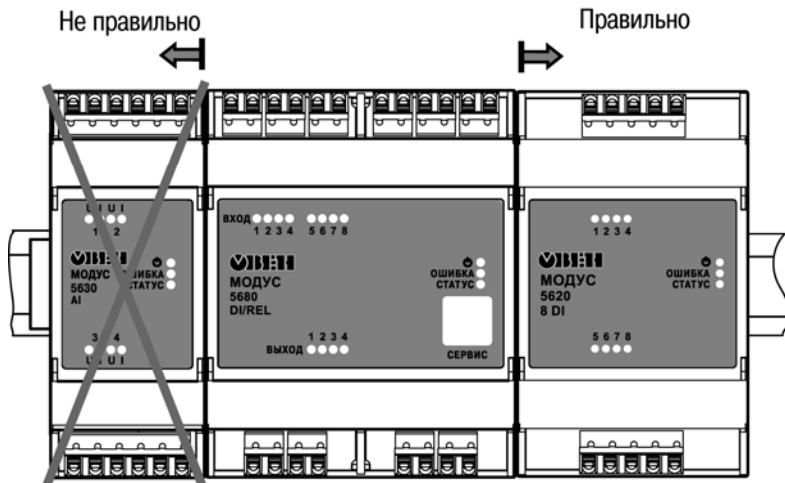 Не правильно
Правильно
U I U I
1 2
ОВЕН
МОДУС
5630
AI
ОШИБКА
СТАТУС
3 4
U I U I
ВХОД
1 2 3 4 5 6 7 8
ОВЕН
МОДУС
5680
DI/REL
ОШИБКА
СТАТУС
1 2 3 4
ВЫХОД
СЕРВИС
1 2 3 4
ОВЕН
МОДУС
5620
8 DI
ОШИБКА
СТАТУС
5 6 7 8